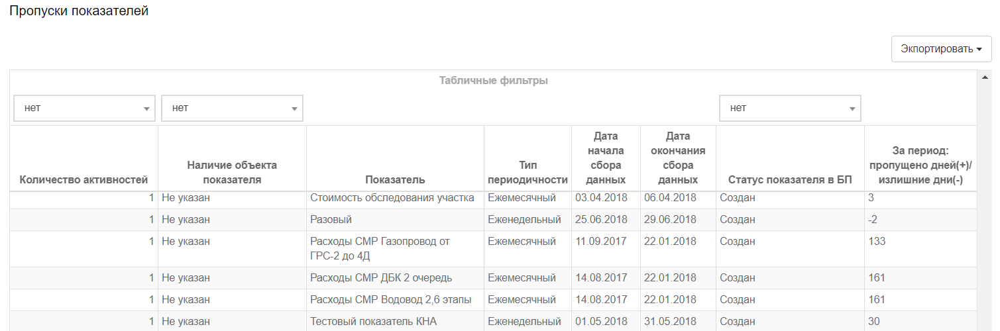 Пропуски показателей
Экпортировать
Табличные фильтры
нет нет нет
Количество активностей
Наличие объекта
показателя
Показатель
Тип
периодичности
Дата
начала
сбора
данных
Дата
окончания
сбора
данных
Статус показателя в БП
За период:
пропущено дней(+)/
излишние дни(-)
1 Не указан Стоимость обследования участка Ежемесячный 03.04.2018 06.04.2018 Создан 3
1 Не указан Разовый Еженедельный 25.06.2018 29.06.2018 Создан -2
1 Не указан Расходы СМР Газопровод от Ежемесячный 11.09.2017 22.01.2018 Создан 133
ГРС-2 до 4Д
1 Не указан Расходы СМР ДБК 2 очередь Ежемесячный 14.08.2017 22.01.2018 Создан 161
1 Не указан Расходы СМР Водовод 2,6 этапы Ежемесячный 14.08.2017 22.01.2018 Создан 161
1 Не указан Тестовый показатель КНА Еженедельный 01.05.2018 31.05.2018 Создан 30